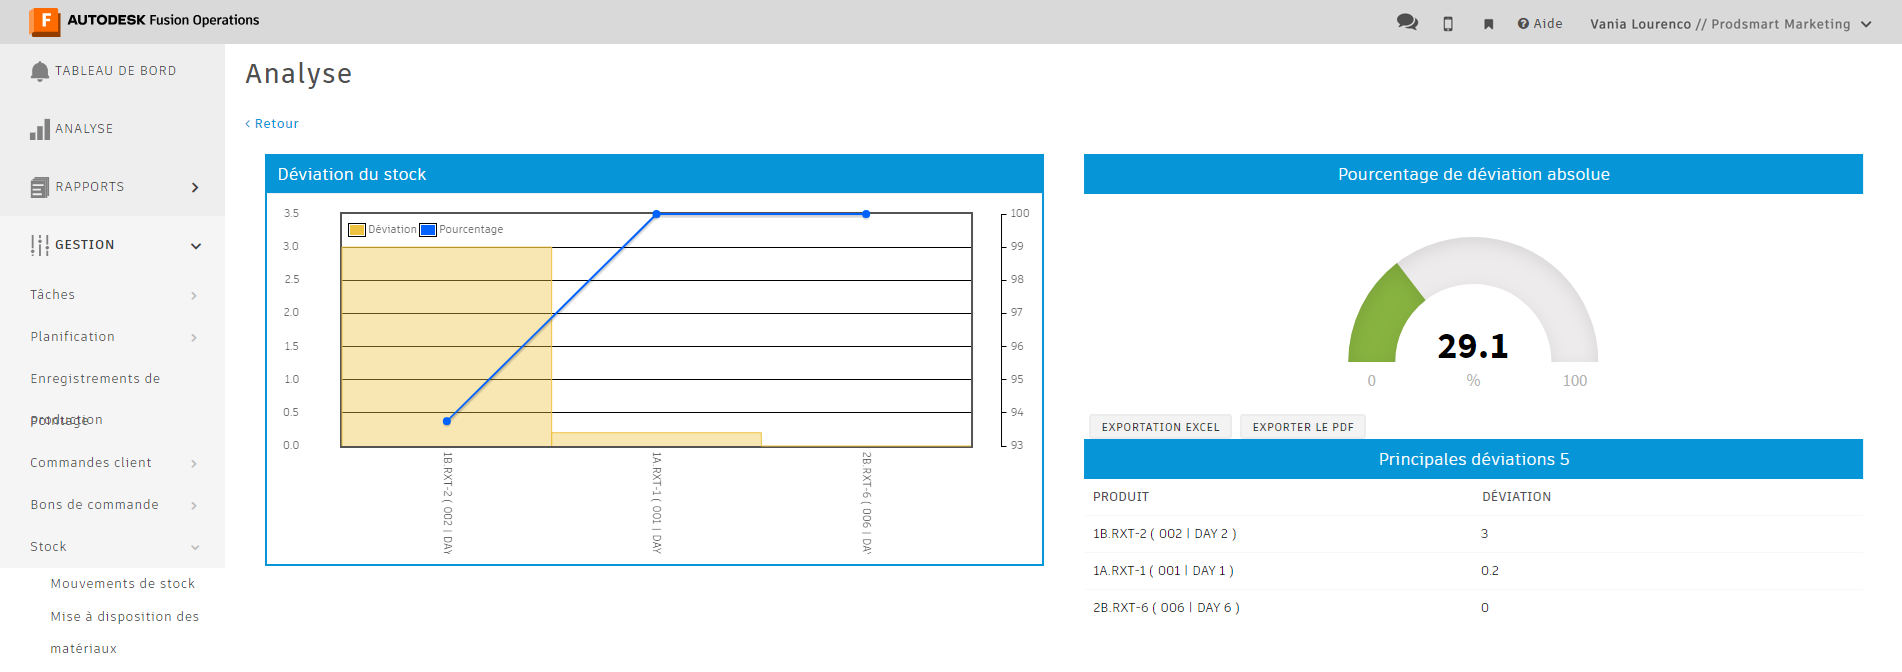 AUTODESK Fusion Operations
Aide
Vania Lourenco // Prodsmart Marketing
TABLEAU DE BORD
ANALYSE
RAPPORTS
GESTION
Tâches
Planification
Enregistrements de
production
Pointage
Commandes client
Bons de commande
Stock
Mouvements de stock
Mise à disposition des
matériaux
Analyse
‹ Retour
Déviation du stock
Déviation
Pourcentage
3.5
3.0
2.5
2.0
1.5
1.0
0.5
0.0
100
99
98
97
96
95
94
93
1B.RXT-2 ( 002 | DAY
1A.RXT-1 ( 001 | DAY
2B.RXT-6 ( 006 | DAY
Pourcentage de déviation absolue
29.1
0
%
100
EXPORTATION EXCEL
EXPORTER LE PDF
Principales déviations 5
PRODUIT DÉVIATION
1B.RXT-2 ( 002 | DAY 2 ) 3
1A.RXT-1 ( 001 | DAY 1 ) 0.2
2B.RXT-6 ( 006 | DAY 6 ) 0